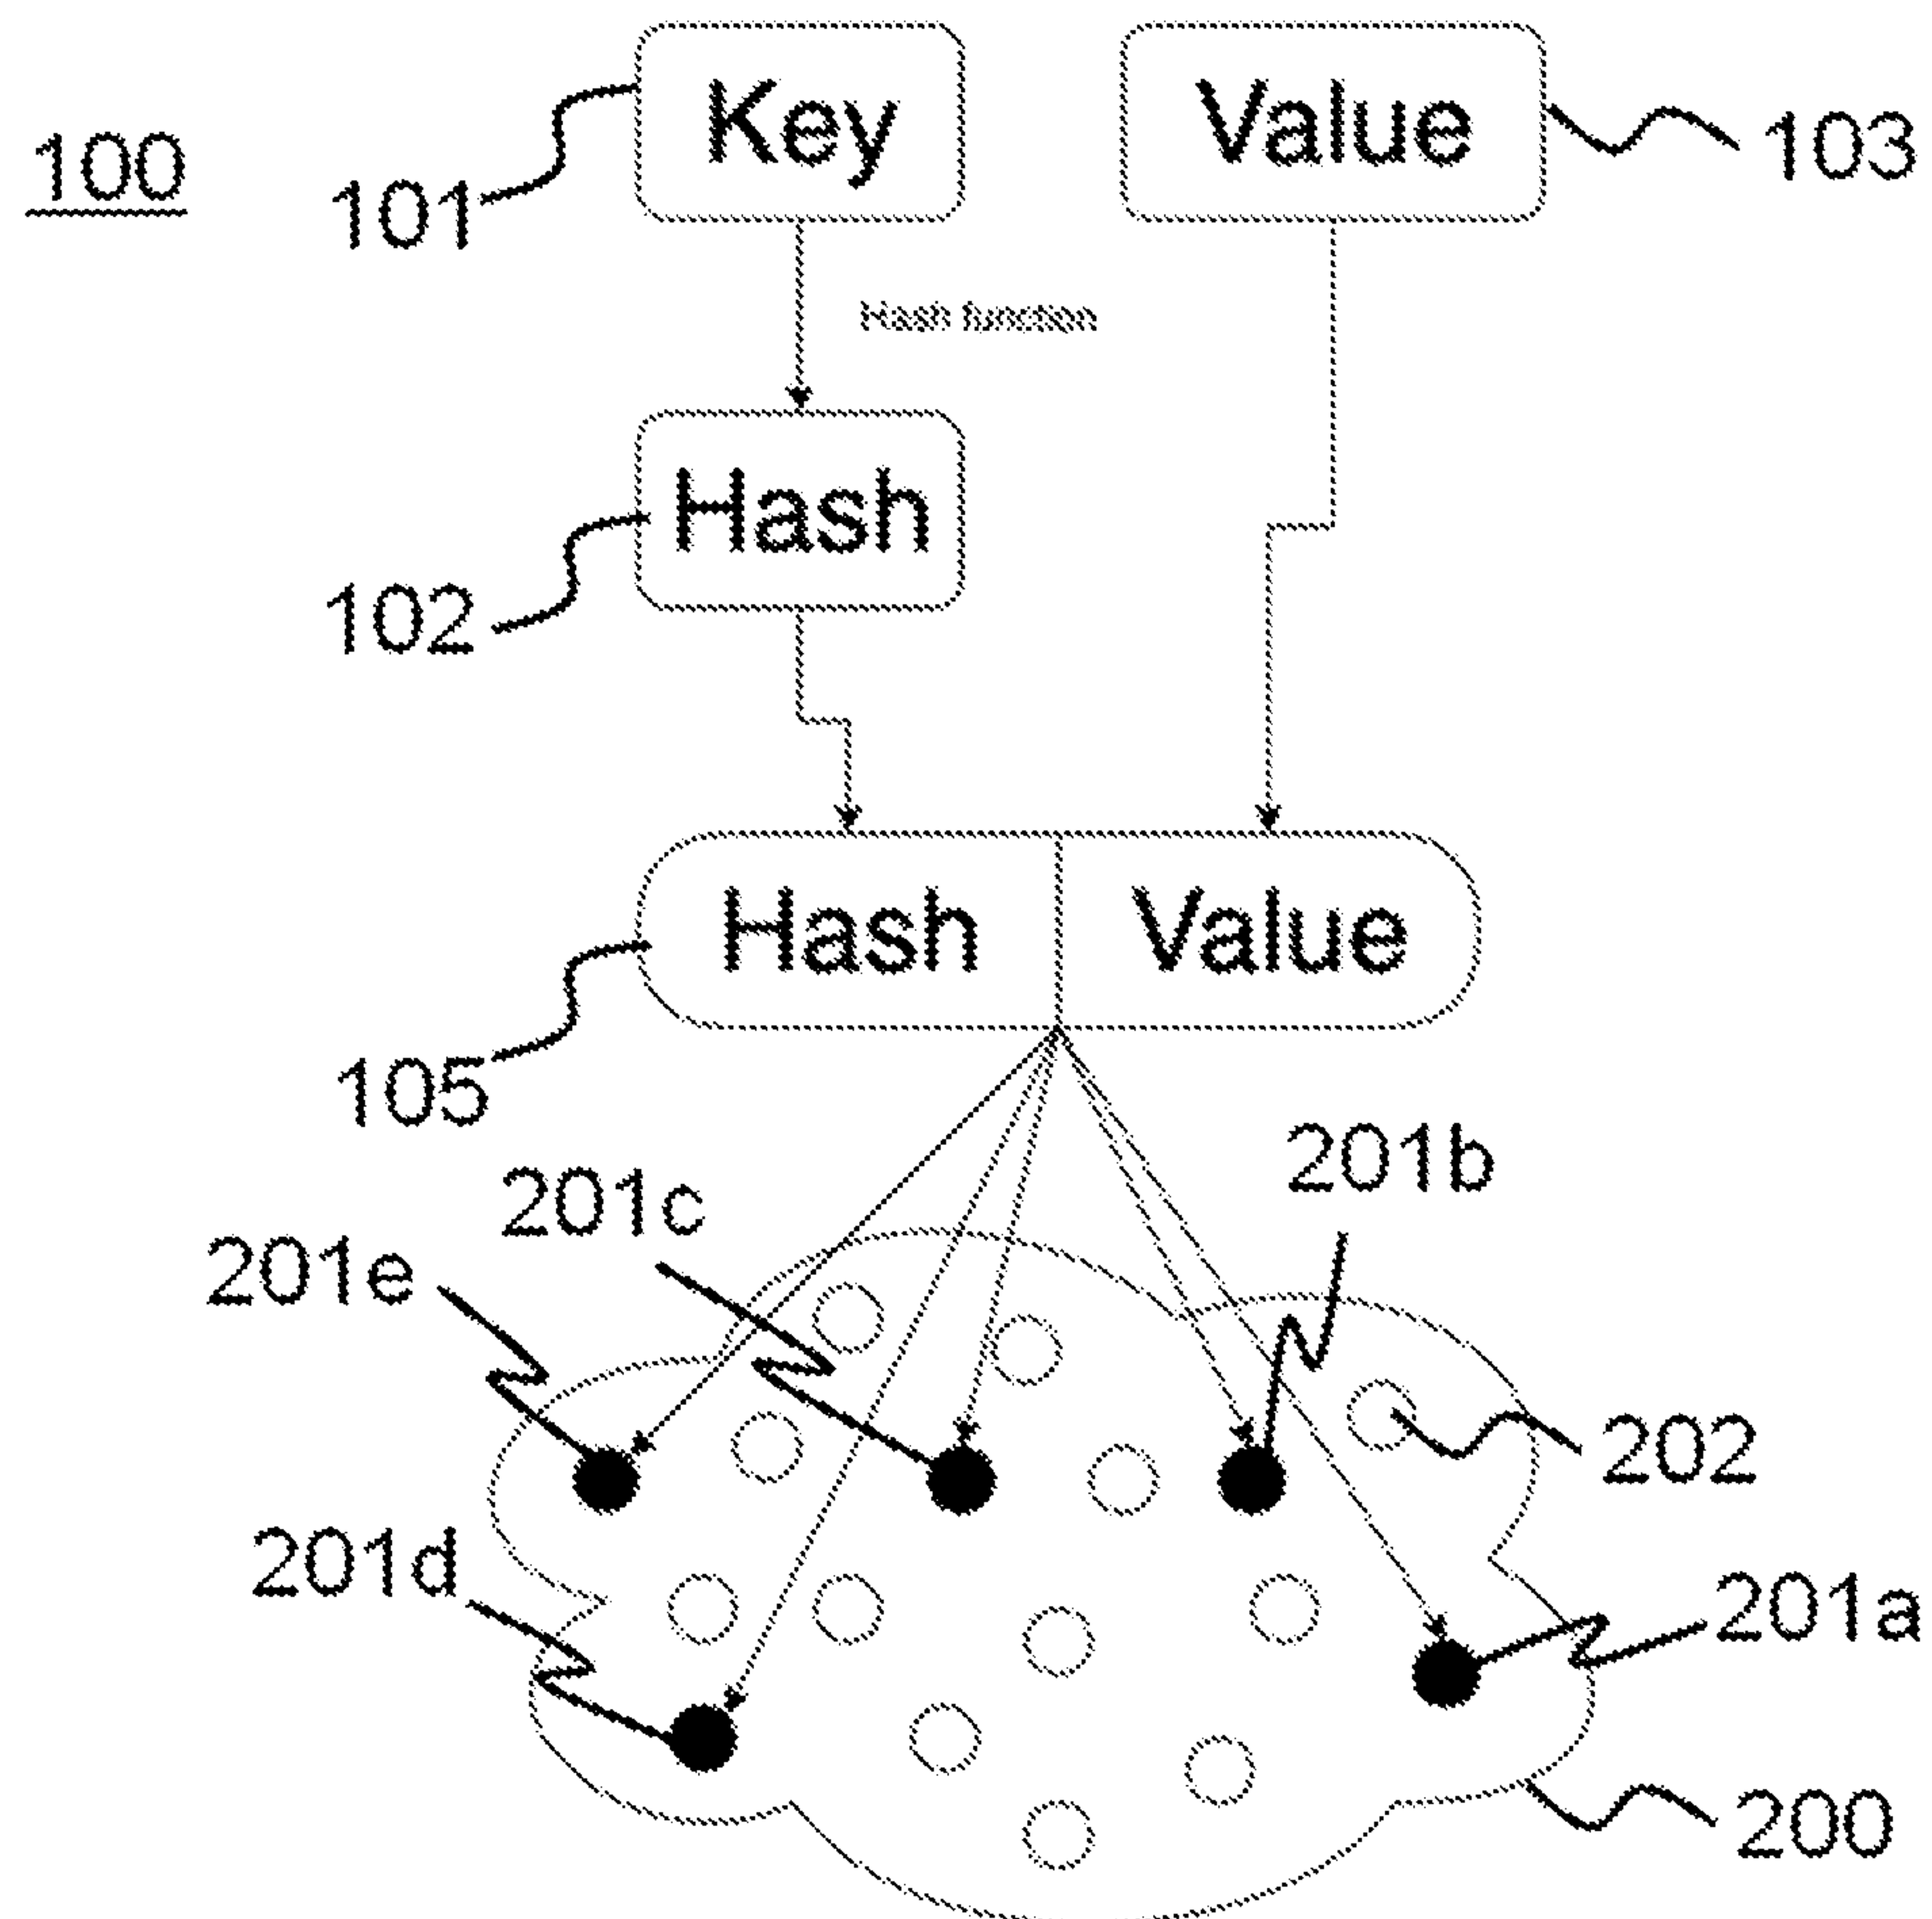 Key
Value
103
100
101
Hash function
Hash
102
Hash
Value
105
201b
201c
201e
202
201d
201a
200